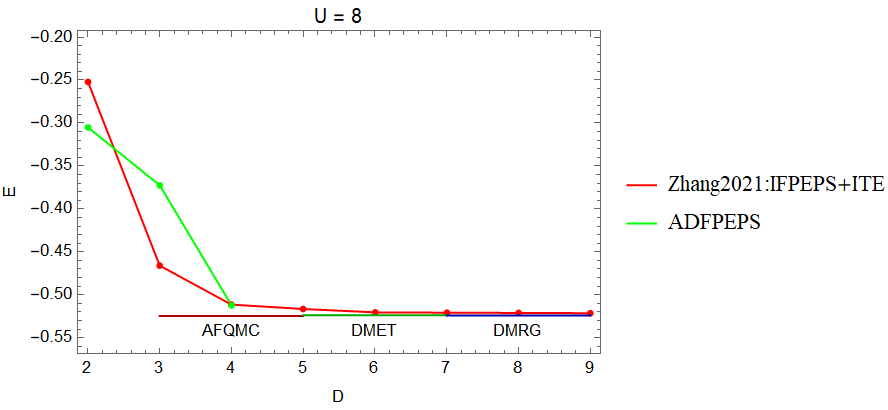 U = 8
−0.20
−0.25
−0.30
−0.35
−0.40
−0.45
−0.50
−0.55
E
Zhang2021:IFPEPS+ITE
ADFPEPS
AFQMC DMET DMRG
2 3 4 5 6 7 8 9
D